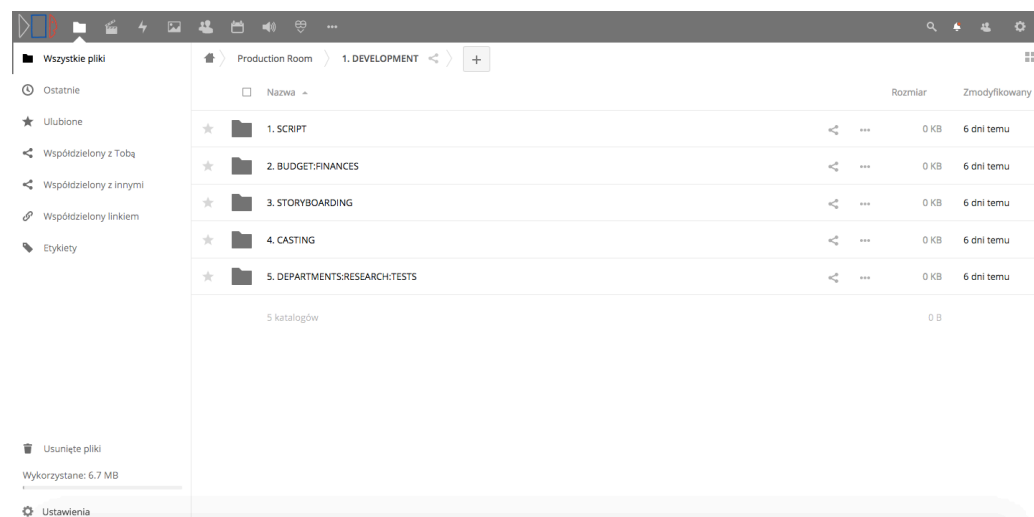 Wszystkie pliki
Ostatnie
Ulubione
Współdzielony z Tobą
Współdzielony z innymi
Współdzielony linkiem
Etykiety
Usunięte pliki
Wykorzystane: 6.7 MB
Ustawienia
Production Room 1. DEVELOPMENT +
Nazwa Rozmiar Zmodyfikowany
1. SCRIPT 0 KB 6 dni temu
2. BUDGET:FINANCES 0 KB 6 dni temu
3. STORYBOARDING 0 KB 6 dni temu
4. CASTING 0 KB 6 dni temu
5. DEPARTMENTS:RESEARCH:TESTS 0 KB 6 dni temu
5 katalogów 0 B